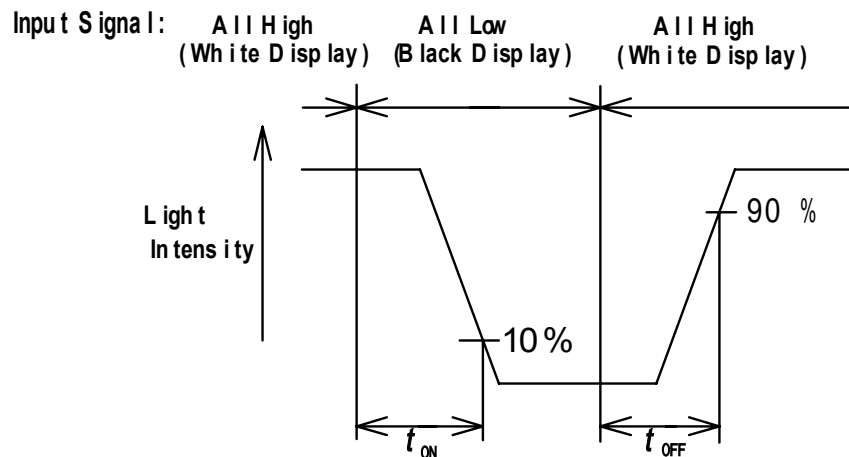 Input Signal: All High All Low All High
(White Display) (Black Display) (White Display)
Light
Intensity
90 %
10%
tON tOFF